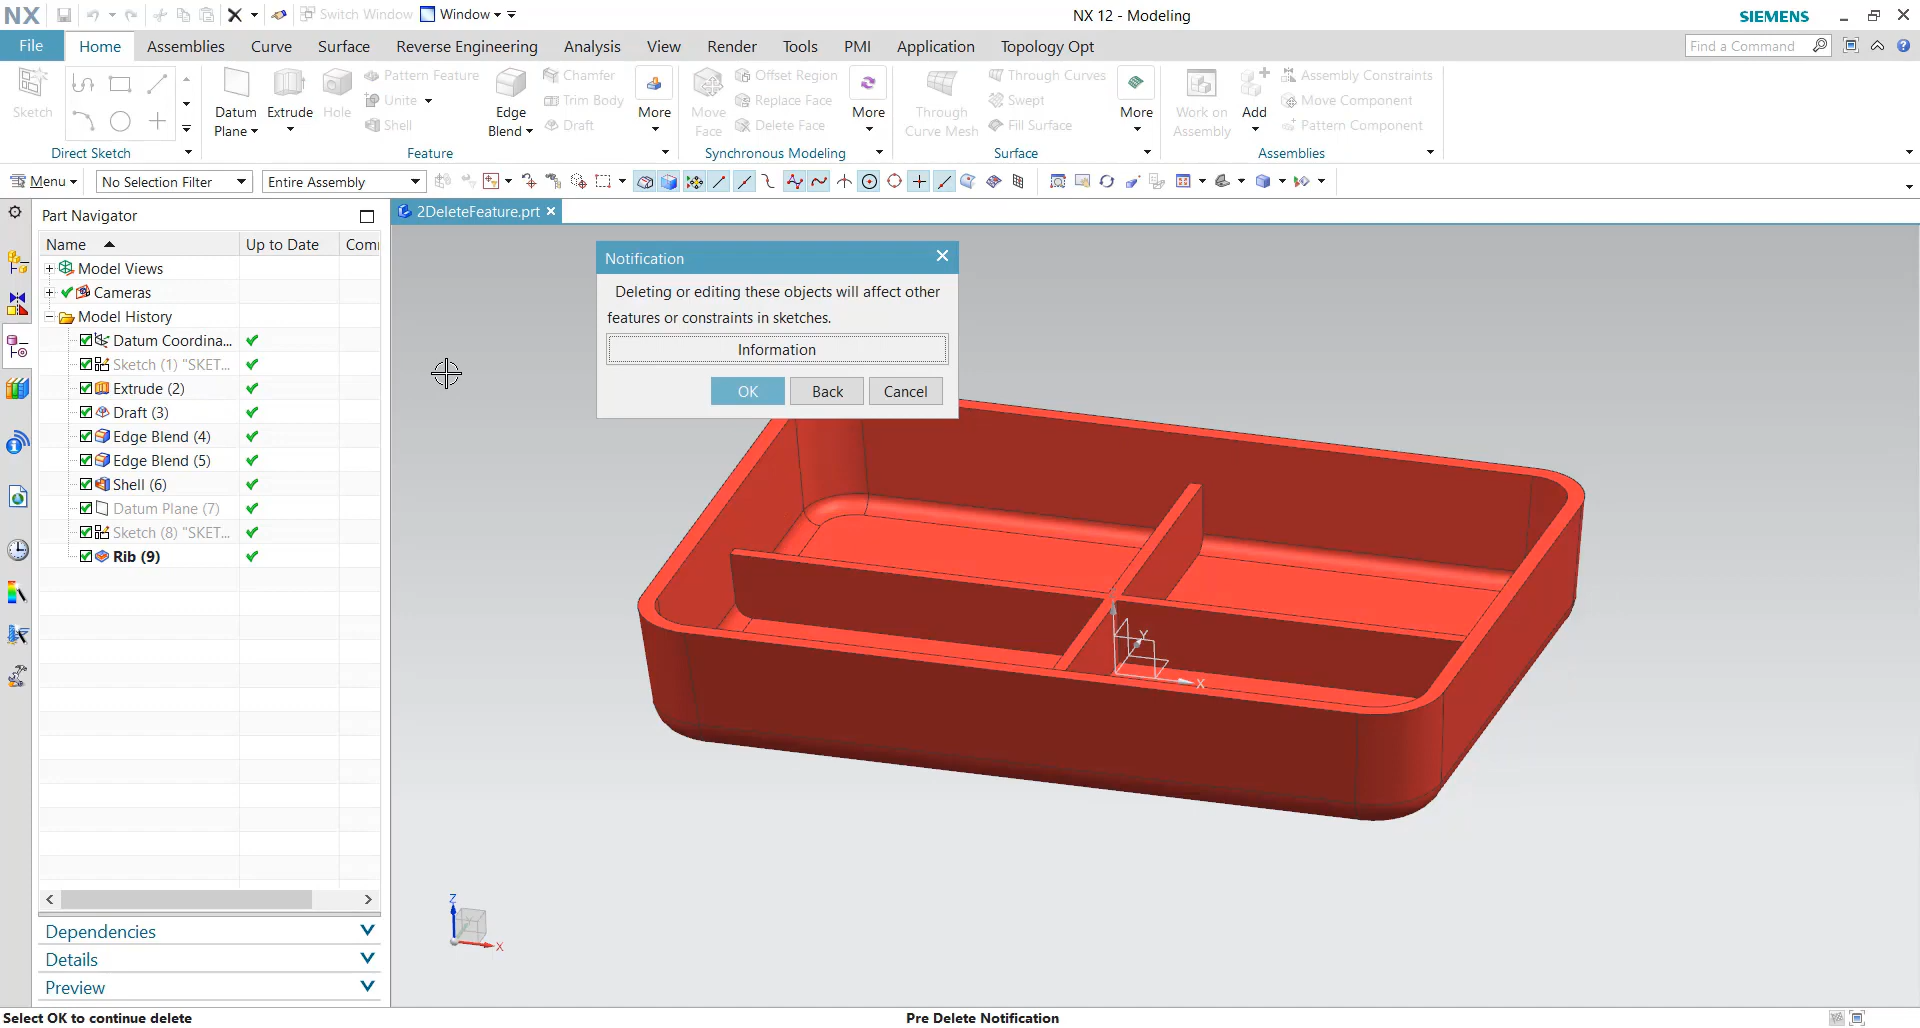 NX
Switch Window
Window
NX 12 - Modeling
SIEMENS
File
Home
Assemblies
Curve
Surface
Reverse Engineering
Analysis
View
Render
Tools
PMI
Application
Topology Opt
Find a Command
Sketch
Direct Sketch
Datum
Plane
Extrude
Hole
Pattern Feature
Unite
Shell
Edge
Blend
Chamfer
Trim Body
Draft
More
Feature
Move
Face
Offset Region
Replace Face
Delete Face
More
Synchronous Modeling
Through
Curve Mesh
Through Curves
Swept
Fill Surface
More
Surface
Work on
Assembly
Add
Assembly Constraints
Move Component
Pattern Component
Assemblies
Menu
No Selection Filter
Entire Assembly
Part Navigator
2DeleteFeature.prt
Name
Up to Date
Comr
Model Views
Cameras
Model History
Datum Coordina...
Sketch (1) "SKET...
Extrude (2)
Draft (3)
Edge Blend (4)
Edge Blend (5)
Shell (6)
Datum Plane (7)
Sketch (8) "SKET...
Rib (9)
Notification
Deleting or editing these objects will affect other
features or constraints in sketches.
Information
OK
Back
Cancel
Y
X
Z
X
Dependencies
Details
Preview
Select OK to continue delete
Pre Delete Notification